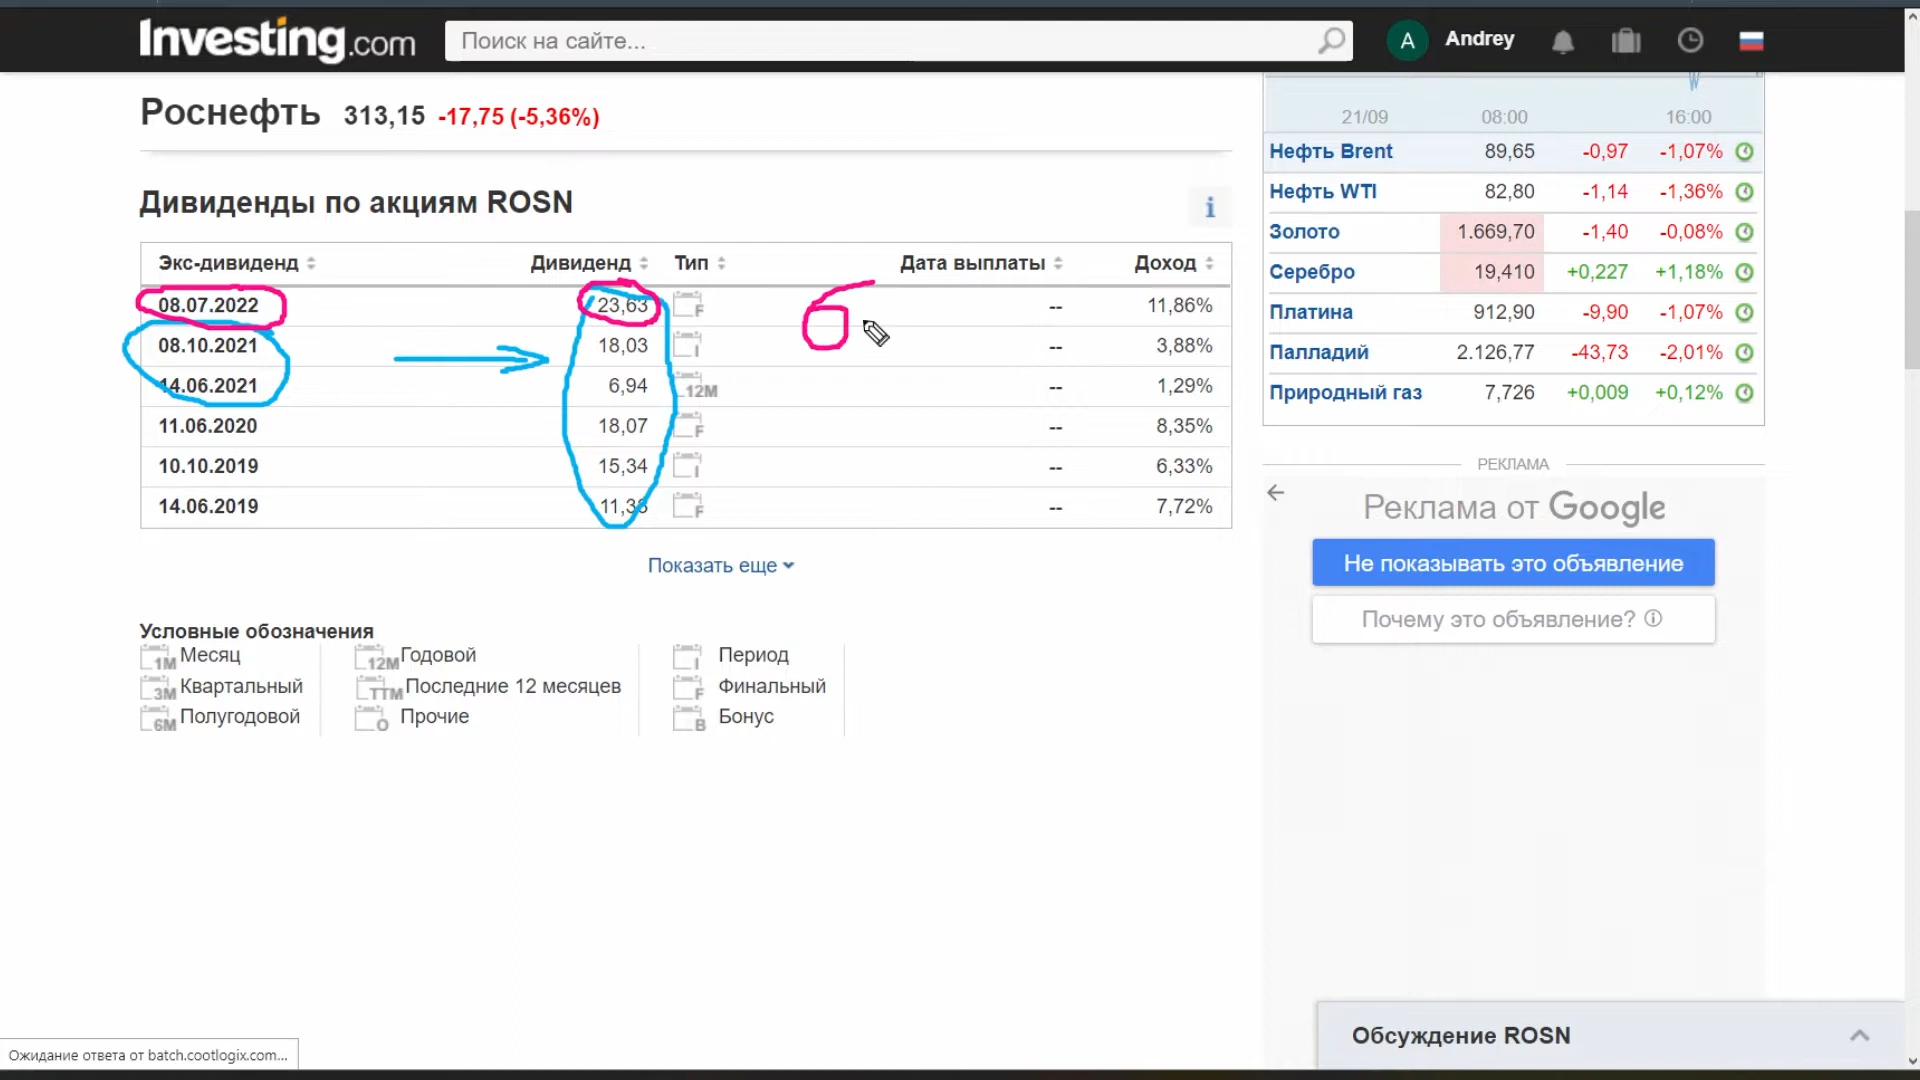 Investing.com
Поиск на сайте...
A
Andrey
Роснефть 313,15 -17,75 (-5,36%)
Дивиденды по акциям ROSN
i
Экс-дивиденд Дивиденд Тип Дата выплаты Доход
08.07.2022 23,63 F -- 11,86%
08.10.2021 18,03 I -- 3,88%
14.06.2021 6,94 12M -- 1,29%
11.06.2020 18,07 F -- 8,35%
10.10.2019 15,34 I -- 6,33%
14.06.2019 F -- 7,72%
Показать еще
Условные обозначения
1M Месяц 12M Годовой I Период
3M Квартальный TTM Последние 12 месяцев F Финальный
6M Полугодовой O Прочие B Бонус
21/09 08:00 16:00
Нефть Brent 89,65 -0,97 -1,07%
Нефть WTI 82,80 -1,14 -1,36%
Золото 1.669,70 -1,40 -0,08%
Серебро 19,410 +0,227 +1,18%
Платина 912,90 -9,90 -1,07%
Палладий 2.126,77 -43,73 -2,01%
Природный газ 7,726 +0,009 +0,12%
РЕКЛАМА
Реклама от Google
Не показывать это объявление
Почему это объявление?
Обсуждение ROSN
Ожидание ответа от batch.cootlogix.com...